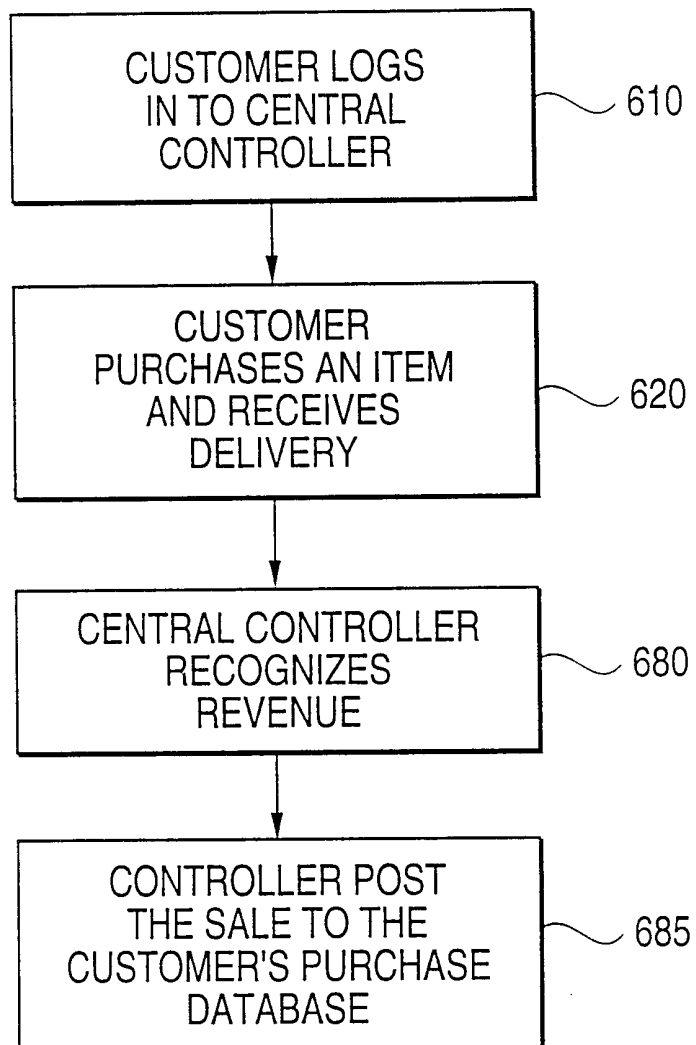 CUSTOMER LOGS
IN TO CENTRAL
CONTROLLER
610
CUSTOMER
PURCHASES AN ITEM
AND RECEIVES
DELIVERY
620
CENTRAL CONTROLLER
RECOGNIZES
REVENUE
680
CONTROLLER POST
THE SALE TO THE
CUSTOMER'S PURCHASE
DATABASE
685